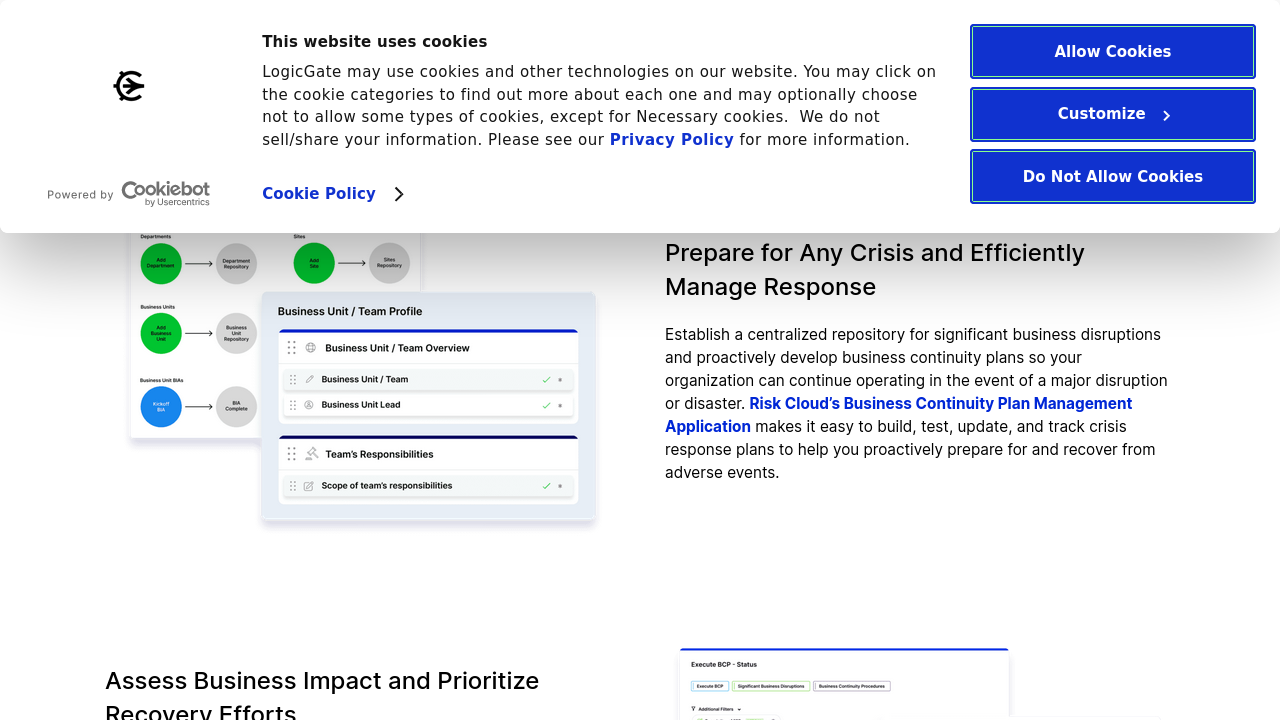 This website uses cookies
LogicGate may use cookies and other technologies on our website. You may click on
the cookie categories to find out more about each one and may optionally choose
not to allow some types of cookies, except for Necessary cookies.  We do not
sell/share your information. Please see our Privacy Policy for more information.
Cookie Policy
Powered by Cookiebot
by Usercentrics
Allow Cookies
Customize
Do Not Allow Cookies
Departments
Add
Department
Department
Repository
Sites
Add
Site
Sites
Repository
Business Units
Add
Business
Unit
Business
Unit
Repository
Business Unit BIAs
Kickoff
BIA
BIA
Complete
Business Unit / Team Profile
Business Unit / Team Overview
Business Unit / Team
Business Unit Lead
Team's Responsibilities
Scope of team's responsibilities
Prepare for Any Crisis and Efficiently
Manage Response
Establish a centralized repository for significant business disruptions
and proactively develop business continuity plans so your
organization can continue operating in the event of a major disruption
or disaster. Risk Cloud’s Business Continuity Plan Management
Application makes it easy to build, test, update, and track crisis
response plans to help you proactively prepare for and recover from
adverse events.
Assess Business Impact and Prioritize
Recovery Efforts
Execute BCP - Status
Execute BCP
Significant Business Disruptions
Business Continuity Procedures
Additional Filters